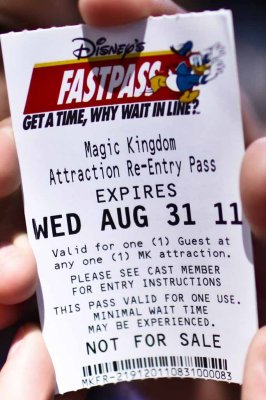 Disney's
FASTPASS
GET A TIME, WHY WAIT IN LINE?
Magic Kingdom
Attraction Re-Entry Pass
EXPIRES
WED AUG 31 11
Valid for one (1) Guest at
any one (1) MK attraction.
PLEASE SEE CAST MEMBER
FOR ENTRY INSTRUCTIONS
THIS PASS VALID FOR ONE USE.
MINIMAL WAIT TIME
MAY BE EXPERIENCED.
NOT FOR SALE
MKFR-219120110831000083